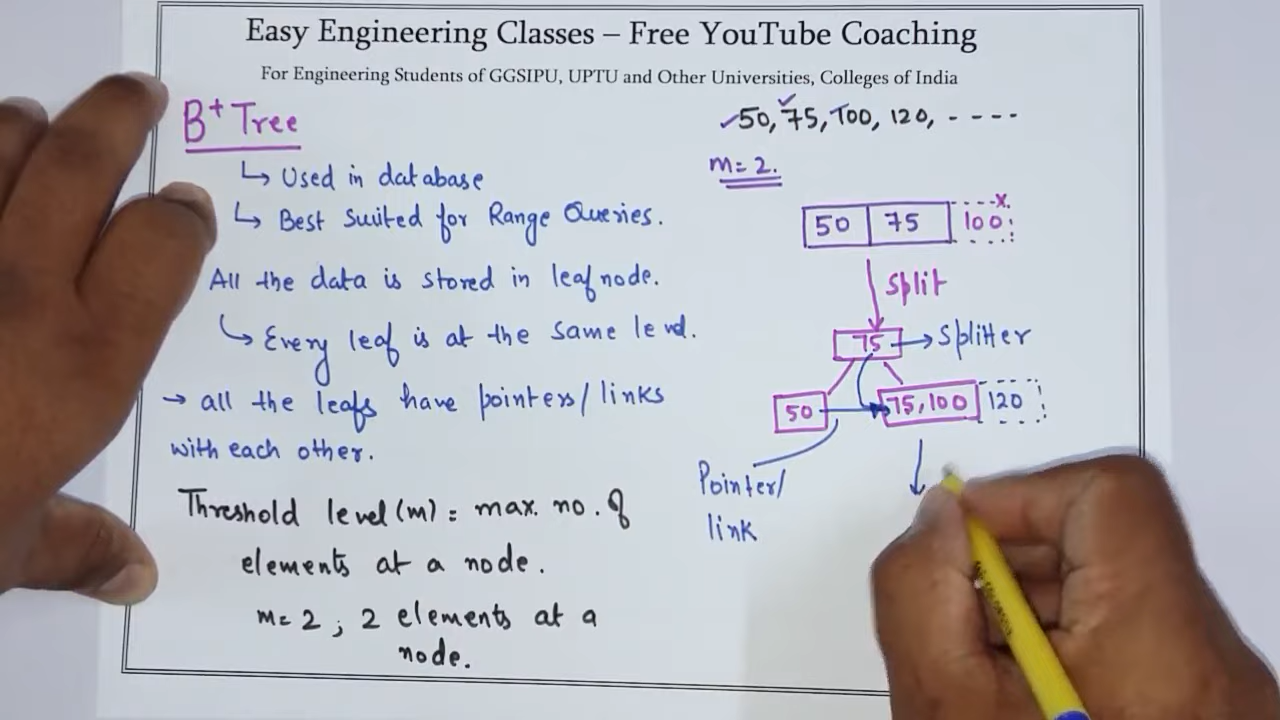 Easy Engineering Classes – Free YouTube Coaching
For Engineering Students of GGSIPU, UPTU and Other Universities, Colleges of India
B+ Tree
↳ Used in database
↳ Best Suited for Range Queries.
All the data is stored in leafnode.
↳ Every leaf is at the same level.
→ all the leafs have pointers/links
with each other.
Threshold level(m) = max. no. of
elements at a node.
m=2 ; 2 elements at a
node.
50, 75, 100, 120, - - - -
m=2.
50 75 100 x
Split
75 → Splitter
50 75,100 120
Pointer/
link